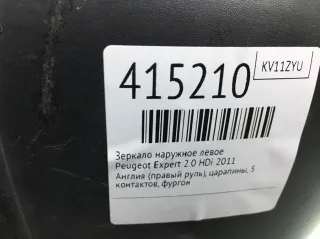 415210
KV11ZYU
Зеркало наружное левое
Peugeot Expert 2.0 HDi 2011
Англия (правый руль), царапины, 5
контактов, фургон